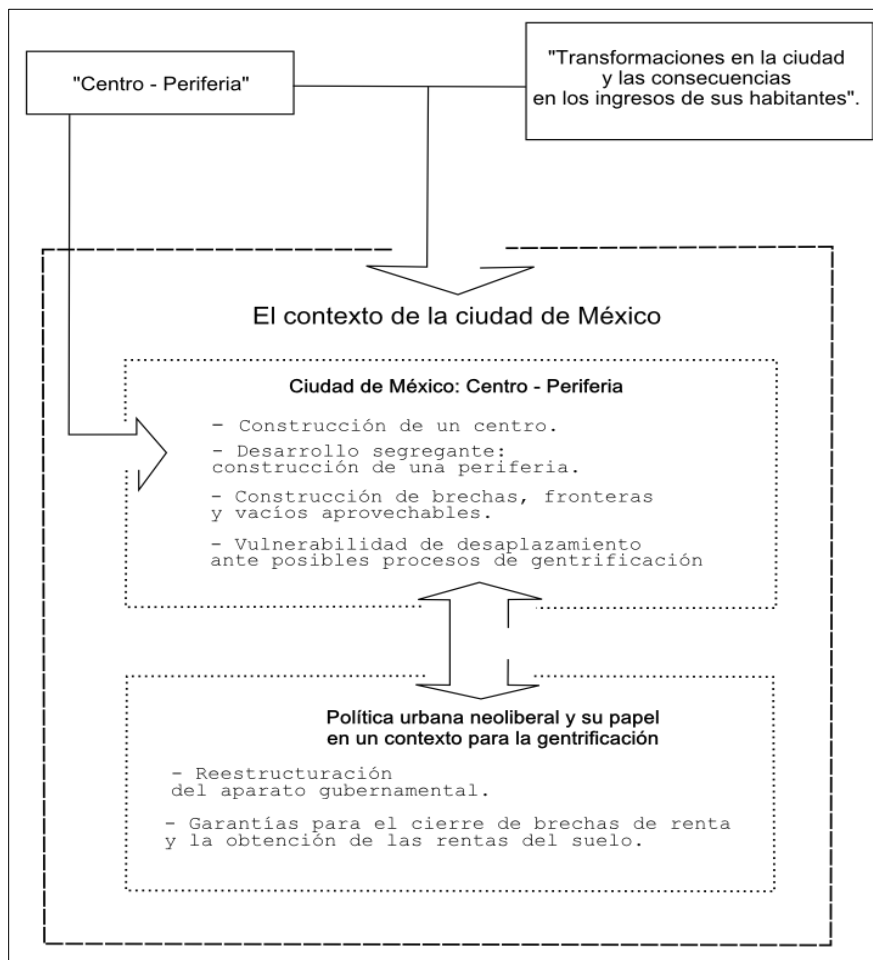 "Centro - Periferia"
"Transformaciones en la ciudad
y las consecuencias
en los ingresos de sus habitantes".
El contexto de la ciudad de México
Ciudad de México: Centro - Periferia
- Construcción de un centro.
- Desarrollo segregante:
construcción de una periferia.
- Construcción de brechas, fronteras
y vacíos aprovechables.
- Vulnerabilidad de desaplazamiento
ante posibles procesos de gentrificación
Política urbana neoliberal y su papel
en un contexto para la gentrificación
- Reestructuración
del aparato gubernamental.
- Garantías para el cierre de brechas de renta
y la obtención de las rentas del suelo.